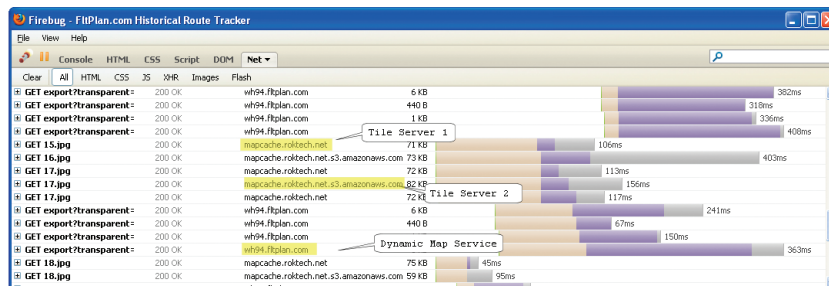 Firebug - FltPlan.com Historical Route Tracker
File View Help
Console HTML CSS Script DOM Net
Clear All HTML CSS JS XHR Images Flash
GET export?transparent= 200 OK wh94.fltplan.com 6 KB 382ms
GET export?transparent= 200 OK wh94.fltplan.com 440 B 318ms
GET export?transparent= 200 OK wh94.fltplan.com 1 KB 336ms
GET export?transparent= 200 OK wh94.fltplan.com 408ms
Tile Server 1
GET 15.jpg 200 OK mapcache.roktech.net 71 KB 106ms
GET 16.jpg 200 OK mapcache.roktech.net.s3.amazonaws.com 73 KB 403ms
GET 17.jpg 200 OK mapcache.roktech.net 72 KB 113ms
GET 17.jpg 200 OK mapcache.roktech.net.s3.amazonaws.com 82 KB 156ms
Tile Server 2
GET 17.jpg 200 OK mapcache.roktech.net 72 KB 117ms
GET export?transparent= 200 OK wh94.fltplan.com 6 KB 241ms
GET export?transparent= 200 OK wh94.fltplan.com 440 B 67ms
GET export?transparent= 200 OK wh94.fltplan.com 150ms
Dynamic Map Service
GET export?transparent= 200 OK wh94.fltplan.com 363ms
GET 18.jpg 200 OK mapcache.roktech.net 75 KB 45ms
GET 18.jpg 200 OK mapcache.roktech.net.s3.amazonaws.com 59 KB 95ms